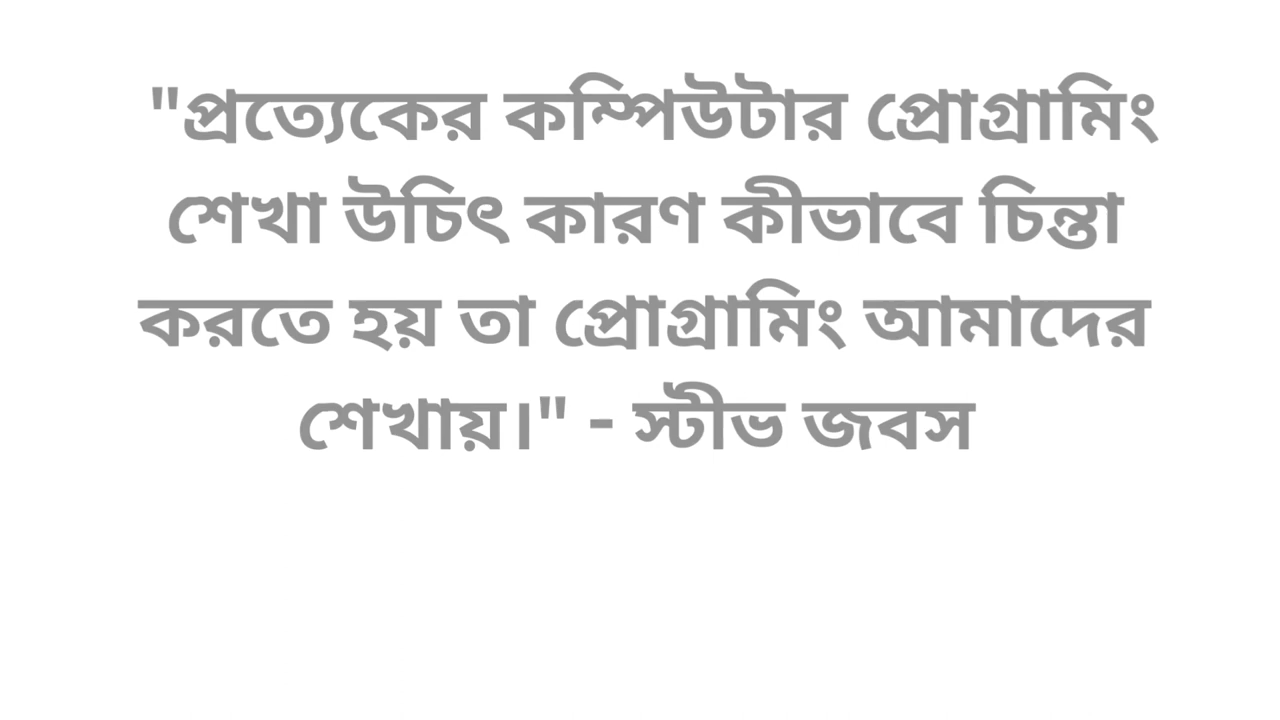 "প্রত্যেকের কম্পিউটার প্রোগ্রামিং
শেখা উচিৎ কারণ কীভাবে চিন্তা
করতে হয় তা প্রোগ্রামিং আমাদের
শেখায়।" - স্টীভ জবস